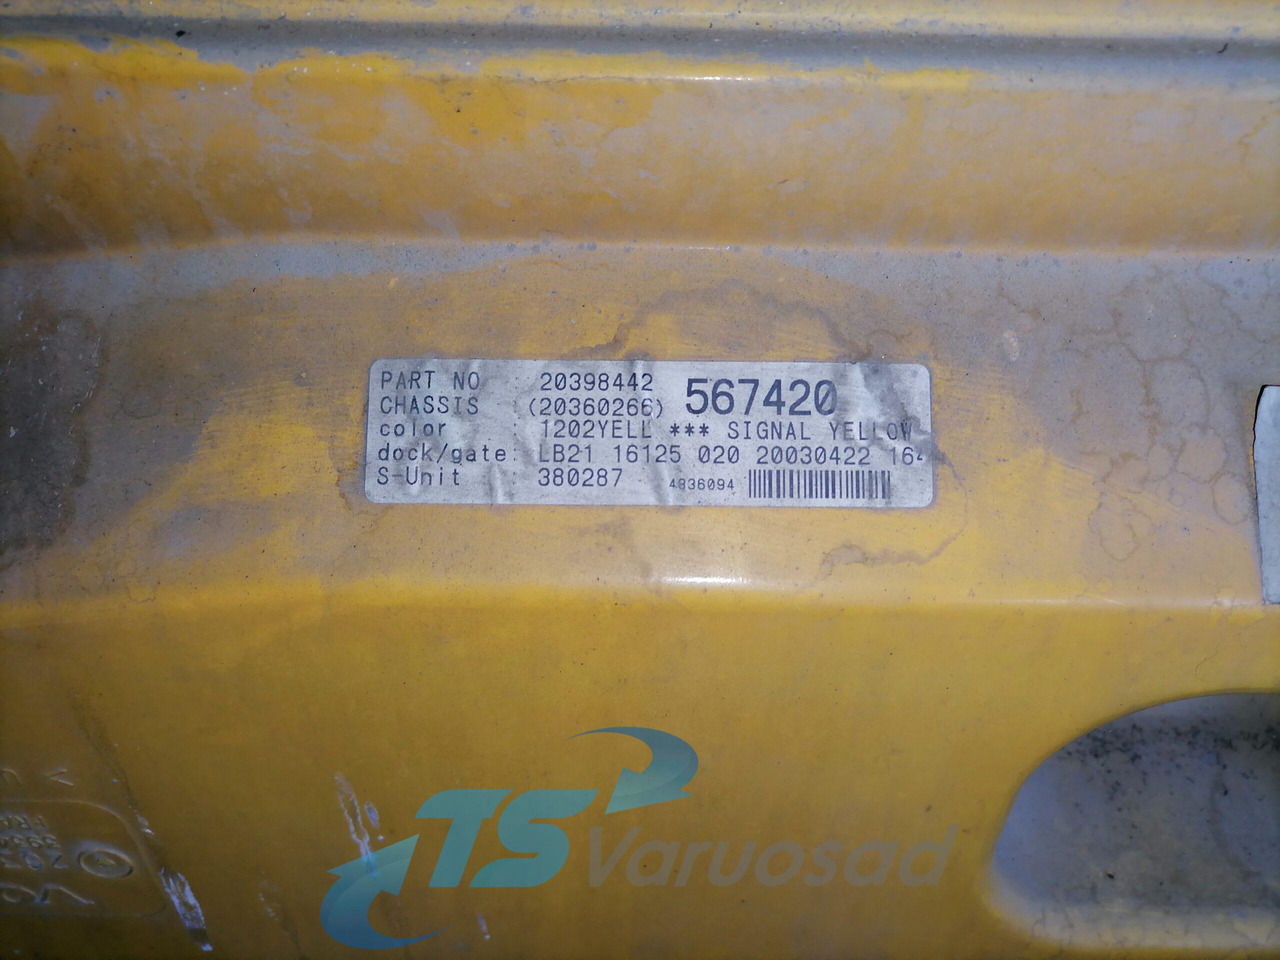 PART NO : 20398442 567420
CHASSIS (20360266)
color : 1202YELL *** SIGNAL YELLOW
dock/gate: LB21 16125 020 20030422 164
S-Unit : 380287 4836094
TS Varuosad